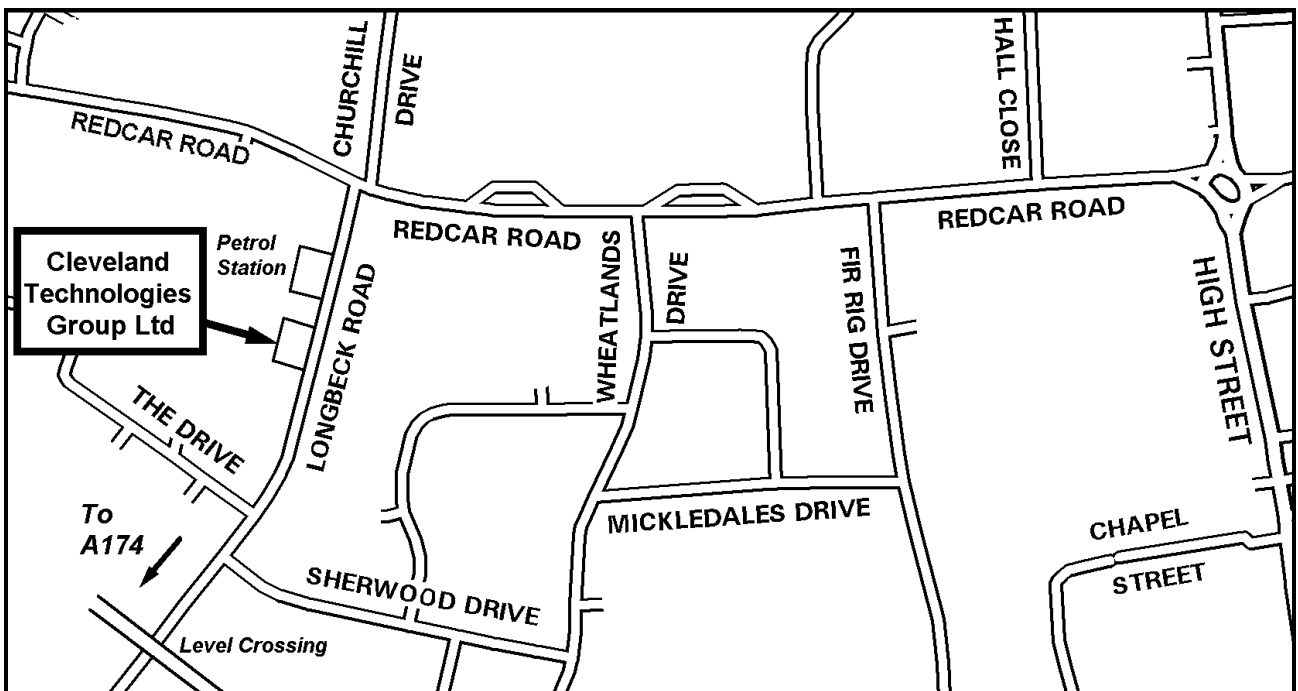 CHURCHILL
DRIVE
HALL CLOSE
REDCAR ROAD
REDCAR ROAD
REDCAR ROAD
Petrol
Station
Cleveland
Technologies
Group Ltd
LONGBECK ROAD
WHEATLANDS
DRIVE
FIR RIG DRIVE
HIGH STREET
THE DRIVE
To
A174
MICKLEDALES DRIVE
CHAPEL
STREET
SHERWOOD DRIVE
Level Crossing